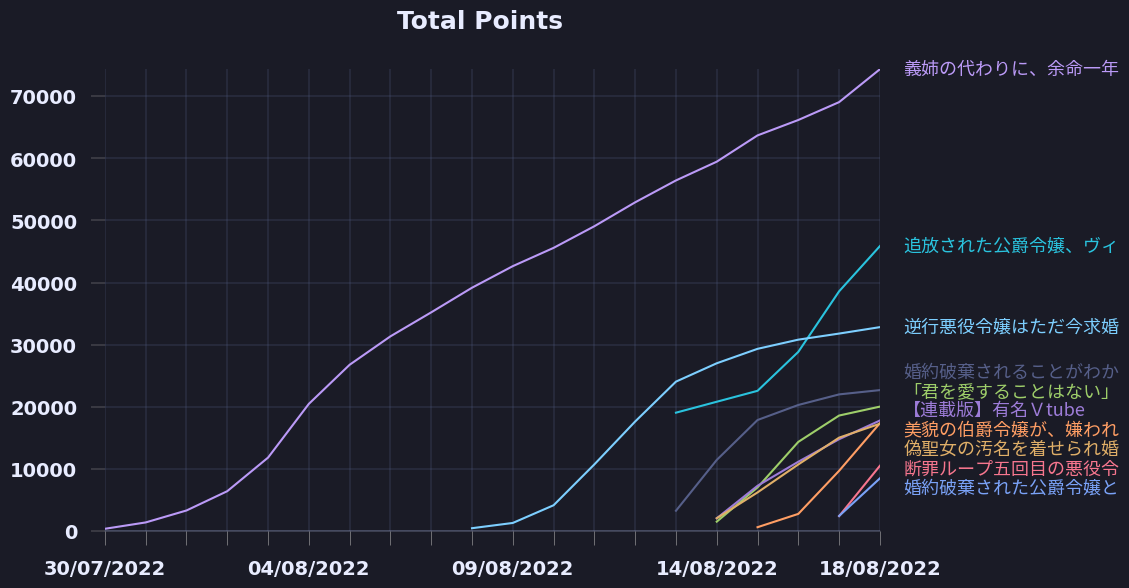 Total Points
義姉の代わりに、余命一年
70000
60000
50000
追放された公爵令嬢、ヴィ
40000
逆行悪役令嬢はただ今求婚
30000
婚約破棄されることがわか
「君を愛することはない」
20000
【連載版】有名Ｖtube
美貌の伯爵令嬢が、嫌われ
偽聖女の汚名を着せられ婚
10000
断罪ループ五回目の悪役令
婚約破棄された公爵令嬢と
0
30/07/2022
04/08/2022
09/08/2022
14/08/2022
18/08/2022